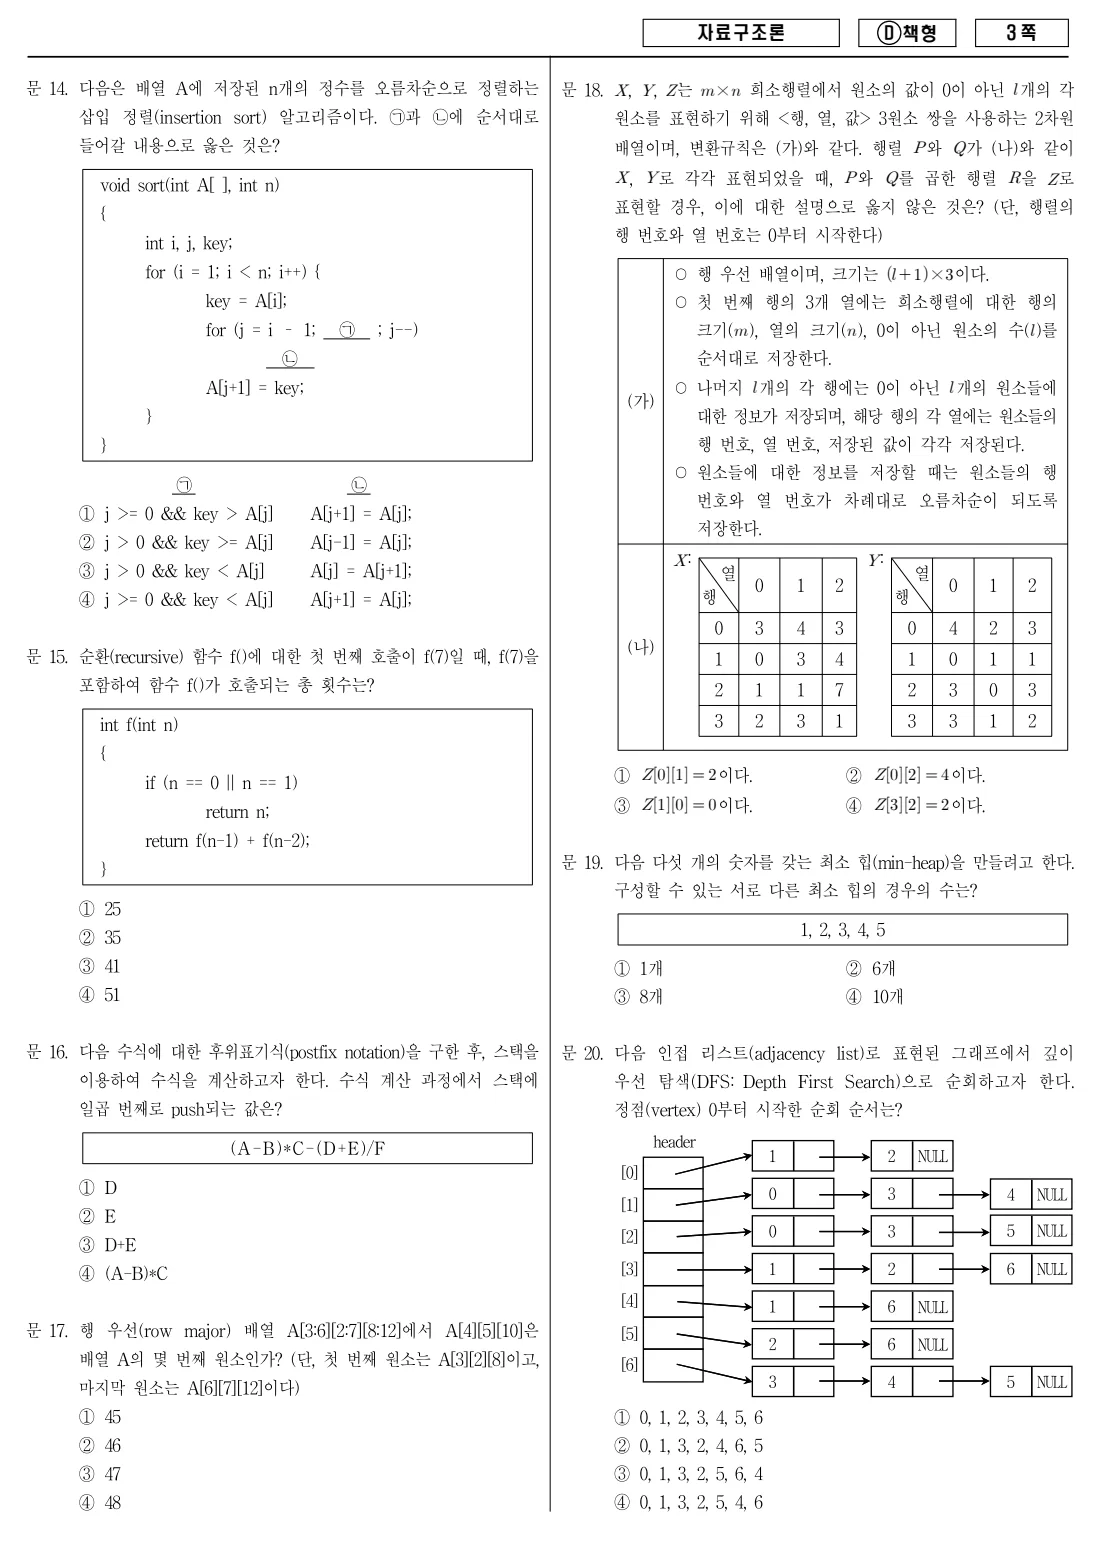 자료구조론
Ⓓ책형
3쪽
문 14. 다음은 배열 A에 저장된 n개의 정수를 오름차순으로 정렬하는
삽입 정렬(insertion sort) 알고리즘이다. ㉠과 ㉡에 순서대로
들어갈 내용으로 옳은 것은?
void sort(int A[ ], int n)
{
int i, j, key;
for (i = 1; i < n; i++) {
key = A[i];
for (j = i - 1; ㉠ ; j--)
㉡
A[j+1] = key;
}
}
㉠ ㉡
① j >= 0 && key > A[j] A[j+1] = A[j];
② j > 0 && key >= A[j] A[j-1] = A[j];
③ j > 0 && key < A[j] A[j] = A[j+1];
④ j >= 0 && key < A[j] A[j+1] = A[j];
문 15. 순환(recursive) 함수 f()에 대한 첫 번째 호출이 f(7)일 때, f(7)을
포함하여 함수 f()가 호출되는 총 횟수는?
int f(int n)
{
if (n == 0 || n == 1)
return n;
return f(n-1) + f(n-2);
}
① 25
② 35
③ 41
④ 51
문 16. 다음 수식에 대한 후위표기식(postfix notation)을 구한 후, 스택을
이용하여 수식을 계산하고자 한다. 수식 계산 과정에서 스택에
일곱 번째로 push되는 값은?
(A-B)*C-(D+E)/F
① D
② E
③ D+E
④ (A-B)*C
문 17. 행 우선(row major) 배열 A[3:6][2:7][8:12]에서 A[4][5][10]은
배열 A의 몇 번째 원소인가? (단, 첫 번째 원소는 A[3][2][8]이고,
마지막 원소는 A[6][7][12]이다)
① 45
② 46
③ 47
④ 48
문 18. X, Y, Z는 m×n 희소행렬에서 원소의 값이 0이 아닌 l개의 각
원소를 표현하기 위해 <행, 열, 값> 3원소 쌍을 사용하는 2차원
배열이며, 변환규칙은 (가)와 같다. 행렬 P와 Q가 (나)와 같이
X, Y로 각각 표현되었을 때, P와 Q를 곱한 행렬 R을 Z로
표현할 경우, 이에 대한 설명으로 옳지 않은 것은? (단, 행렬의
행 번호와 열 번호는 0부터 시작한다)
(가)
○ 행 우선 배열이며, 크기는 (l+1)×3이다.
○ 첫 번째 행의 3개 열에는 희소행렬에 대한 행의
크기(m), 열의 크기(n), 0이 아닌 원소의 수(l)를
순서대로 저장한다.
○ 나머지 l개의 각 행에는 0이 아닌 l개의 원소들에
대한 정보가 저장되며, 해당 행의 각 열에는 원소들의
행 번호, 열 번호, 저장된 값이 각각 저장된다.
○ 원소들에 대한 정보를 저장할 때는 원소들의 행
번호와 열 번호가 차례대로 오름차순이 되도록
저장한다.
(나)
X: 행 열 0 1 2
0 3 4 3
1 0 3 4
2 1 1 7
3 2 3 1
Y: 행 열 0 1 2
0 4 2 3
1 0 1 1
2 3 0 3
3 3 1 2
① Z[0][1]=2이다. ② Z[0][2]=4이다.
③ Z[1][0]=0이다. ④ Z[3][2]=2이다.
문 19. 다음 다섯 개의 숫자를 갖는 최소 힙(min-heap)을 만들려고 한다.
구성할 수 있는 서로 다른 최소 힙의 경우의 수는?
1, 2, 3, 4, 5
① 1개 ② 6개
③ 8개 ④ 10개
문 20. 다음 인접 리스트(adjacency list)로 표현된 그래프에서 깊이
우선 탐색(DFS: Depth First Search)으로 순회하고자 한다.
정점(vertex) 0부터 시작한 순회 순서는?
header
[0] 1 2 NULL
[1] 0 3 4 NULL
[2] 0 3 5 NULL
[3] 1 2 6 NULL
[4] 1 6 NULL
[5] 2 6 NULL
[6] 3 4 5 NULL
① 0, 1, 2, 3, 4, 5, 6
② 0, 1, 3, 2, 4, 6, 5
③ 0, 1, 3, 2, 5, 6, 4
④ 0, 1, 3, 2, 5, 4, 6